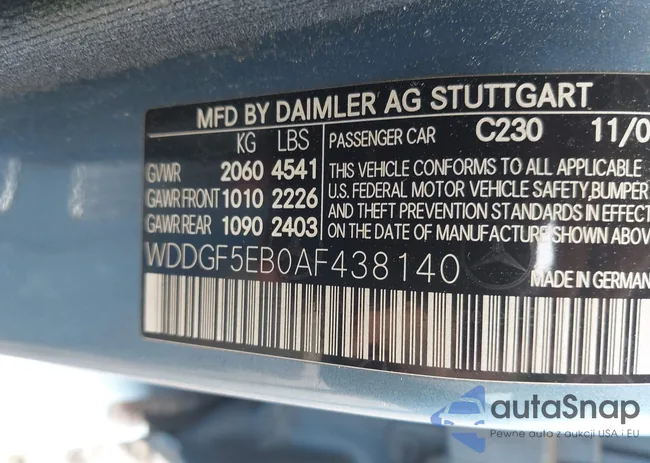 MFD BY DAIMLER AG STUTTGART
KG LBS PASSENGER CAR C230 11/0
GVWR 2060 4541 THIS VEHICLE CONFORMS TO ALL APPLICABLE
GAWR FRONT 1010 2226 U.S. FEDERAL MOTOR VEHICLE SAFETY, BUMPER
GAWR REAR 1090 2403 AND THEFT PREVENTION STANDARDS IN EFFECT
ON THE DATE OF MANUFACTURE SHOWN ABOV
WDDGF5EB0AF438140 MADE IN GERMANY
autaSnap
Pewne auto z aukcji USA i EU